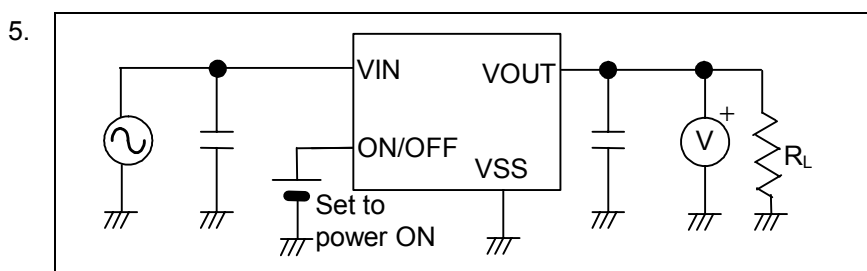 5.
VIN
VOUT
ON/OFF
VSS
V
+
RL
Set to
power ON